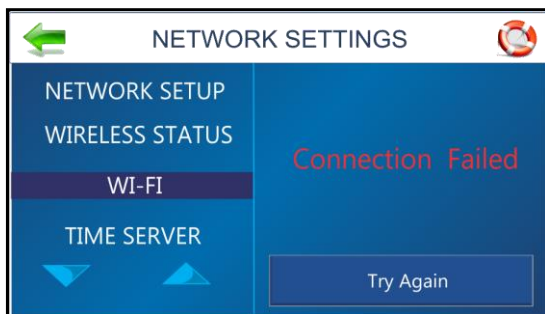 NETWORK SETTINGS
NETWORK SETUP
WIRELESS STATUS
WI-FI
TIME SERVER
Connection Failed
Try Again